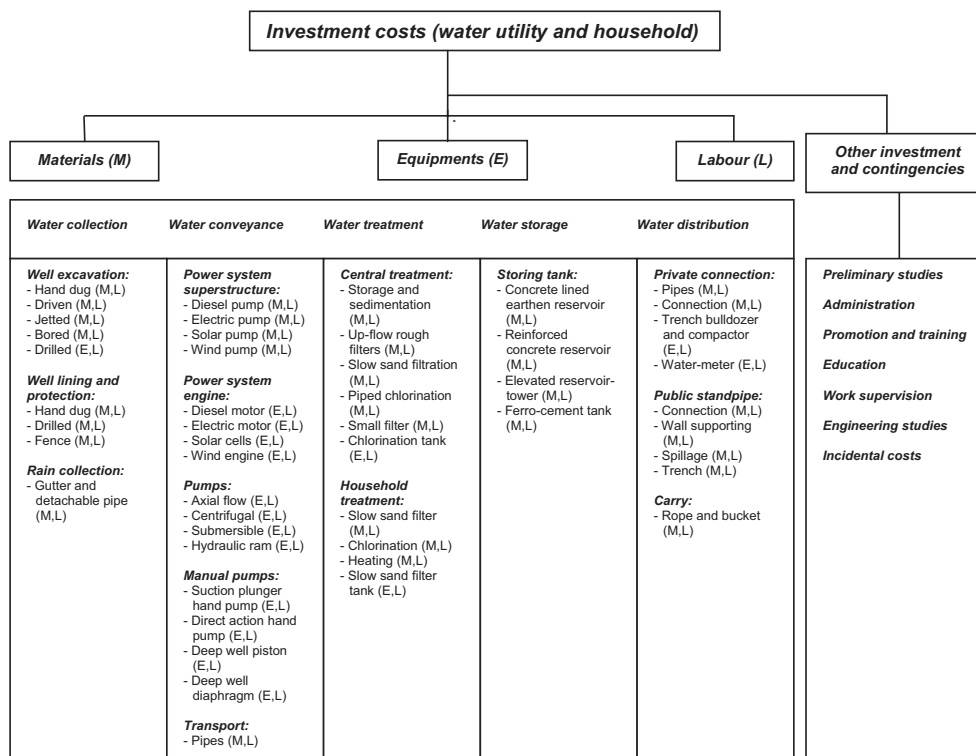 Investment costs (water utility and household)
Materials (M)
Equipments (E)
Labour (L)
Other investment
and contingencies
Water collection
Water conveyance
Water treatment
Water storage
Water distribution
Well excavation:
- Hand dug (M,L)
- Driven (M,L)
- Jetted (M,L)
- Bored (M,L)
- Drilled (E,L)
Well lining and
protection:
- Hand dug (M,L)
- Drilled (M,L)
- Fence (M,L)
Rain collection:
- Gutter and
detachable pipe
(M,L)
Power system
superstructure:
- Diesel pump (M,L)
- Electric pump (M,L)
- Solar pump (M,L)
- Wind pump (M,L)
Power system
engine:
- Diesel motor (E,L)
- Electric motor (E,L)
- Solar cells (E,L)
- Wind engine (E,L)
Pumps:
- Axial flow (E,L)
- Centrifugal (E,L)
- Submersible (E,L)
- Hydraulic ram (E,L)
Manual pumps:
- Suction plunger
hand pump (E,L)
- Direct action hand
pump (E,L)
- Deep well piston
(E,L)
- Deep well
diaphragm (E,L)
Transport:
- Pipes (M,L)
Central treatment:
- Storage and
sedimentation
(M,L)
- Up-flow rough
filters (M,L)
- Slow sand filtration
(M,L)
- Piped chlorination
(M,L)
- Small filter (M,L)
- Chlorination tank
(E,L)
Household
treatment:
- Slow sand filter
(M,L)
- Chlorination (M,L)
- Heating (M,L)
- Slow sand filter
tank (E,L)
Storing tank:
- Concrete lined
earthen reservoir
(M,L)
- Reinforced
concrete reservoir
(M,L)
- Elevated reservoir-
tower (M,L)
- Ferro-cement tank
(M,L)
Private connection:
- Pipes (M,L)
- Connection (M,L)
- Trench bulldozer
and compactor
(E,L)
- Water-meter (E,L)
Public standpipe:
- Connection (M,L)
- Wall supporting
(M,L)
- Spillage (M,L)
- Trench (M,L)
Carry:
- Rope and bucket
(M,L)
Preliminary studies
Administration
Promotion and training
Education
Work supervision
Engineering studies
Incidental costs